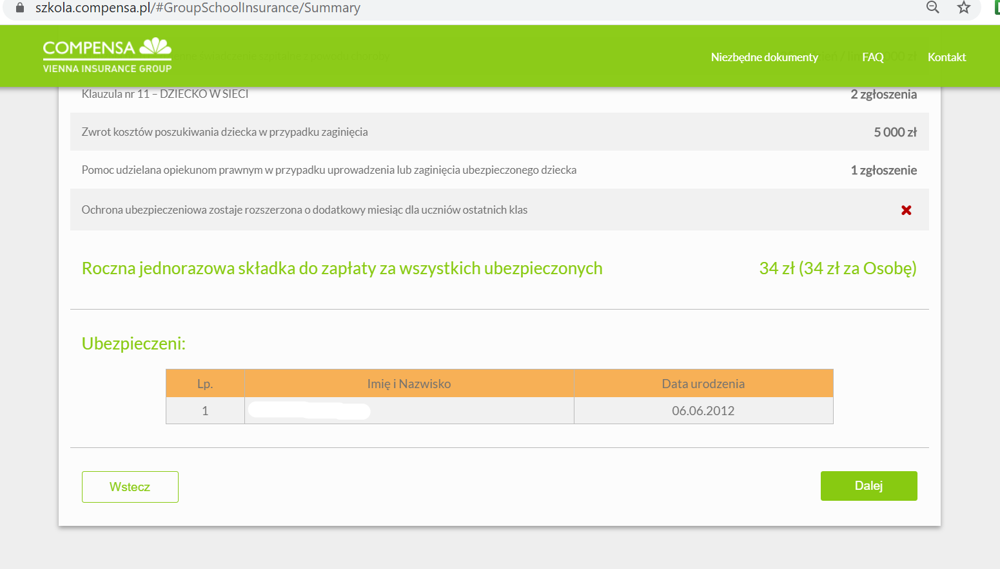 szkola.compensa.pl/#GroupSchoolInsurance/Summary
COMPENSA
VIENNA INSURANCE GROUP
Niezbędne dokumenty FAQ Kontakt
Klauzula nr 11 – DZIECKO W SIECI 2 zgłoszenia
Zwrot kosztów poszukiwania dziecka w przypadku zaginięcia 5 000 zł
Pomoc udzielana opiekunom prawnym w przypadku uprowadzenia lub zaginięcia ubezpieczonego dziecka 1 zgłoszenie
Ochrona ubezpieczeniowa zostaje rozszerzona o dodatkowy miesiąc dla uczniów ostatnich klas
Roczna jednorazowa składka do zapłaty za wszystkich ubezpieczonych 34 zł (34 zł za Osobę)
Ubezpieczeni:
Lp. Imię i Nazwisko Data urodzenia
1 06.06.2012
Wstecz Dalej